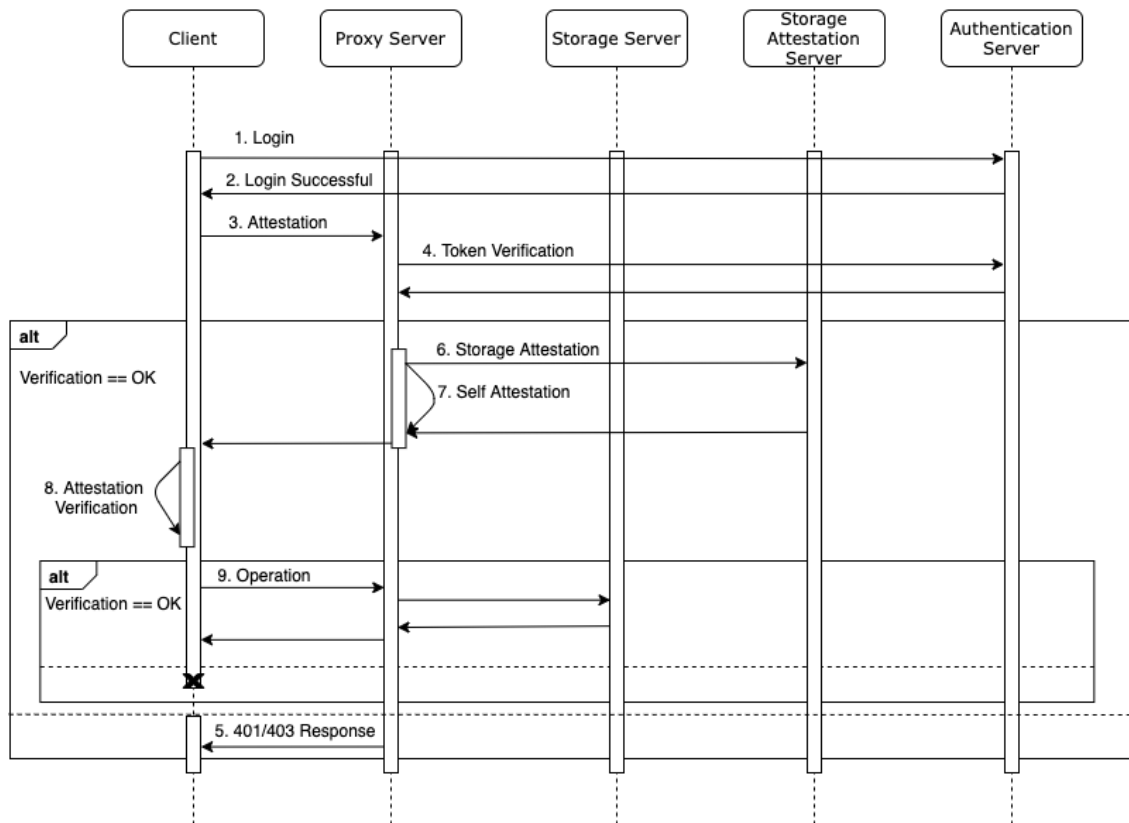 Client
Proxy Server
Storage Server
Storage
Attestation
Server
Authentication
Server
1. Login
2. Login Successful
3. Attestation
4. Token Verification
alt
Verification == OK
6. Storage Attestation
7. Self Attestation
8. Attestation
Verification
alt
Verification == OK
9. Operation
5. 401/403 Response